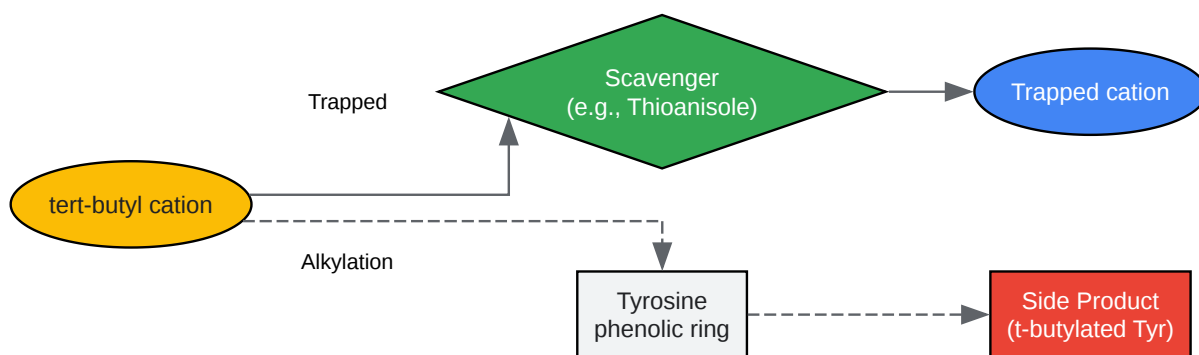 Scavenger
(e.g., Thioanisole)
Trapped cation
Trapped
tert-butyl cation
Alkylation
Tyrosine
phenolic ring
Side Product
(t-butylated Tyr)